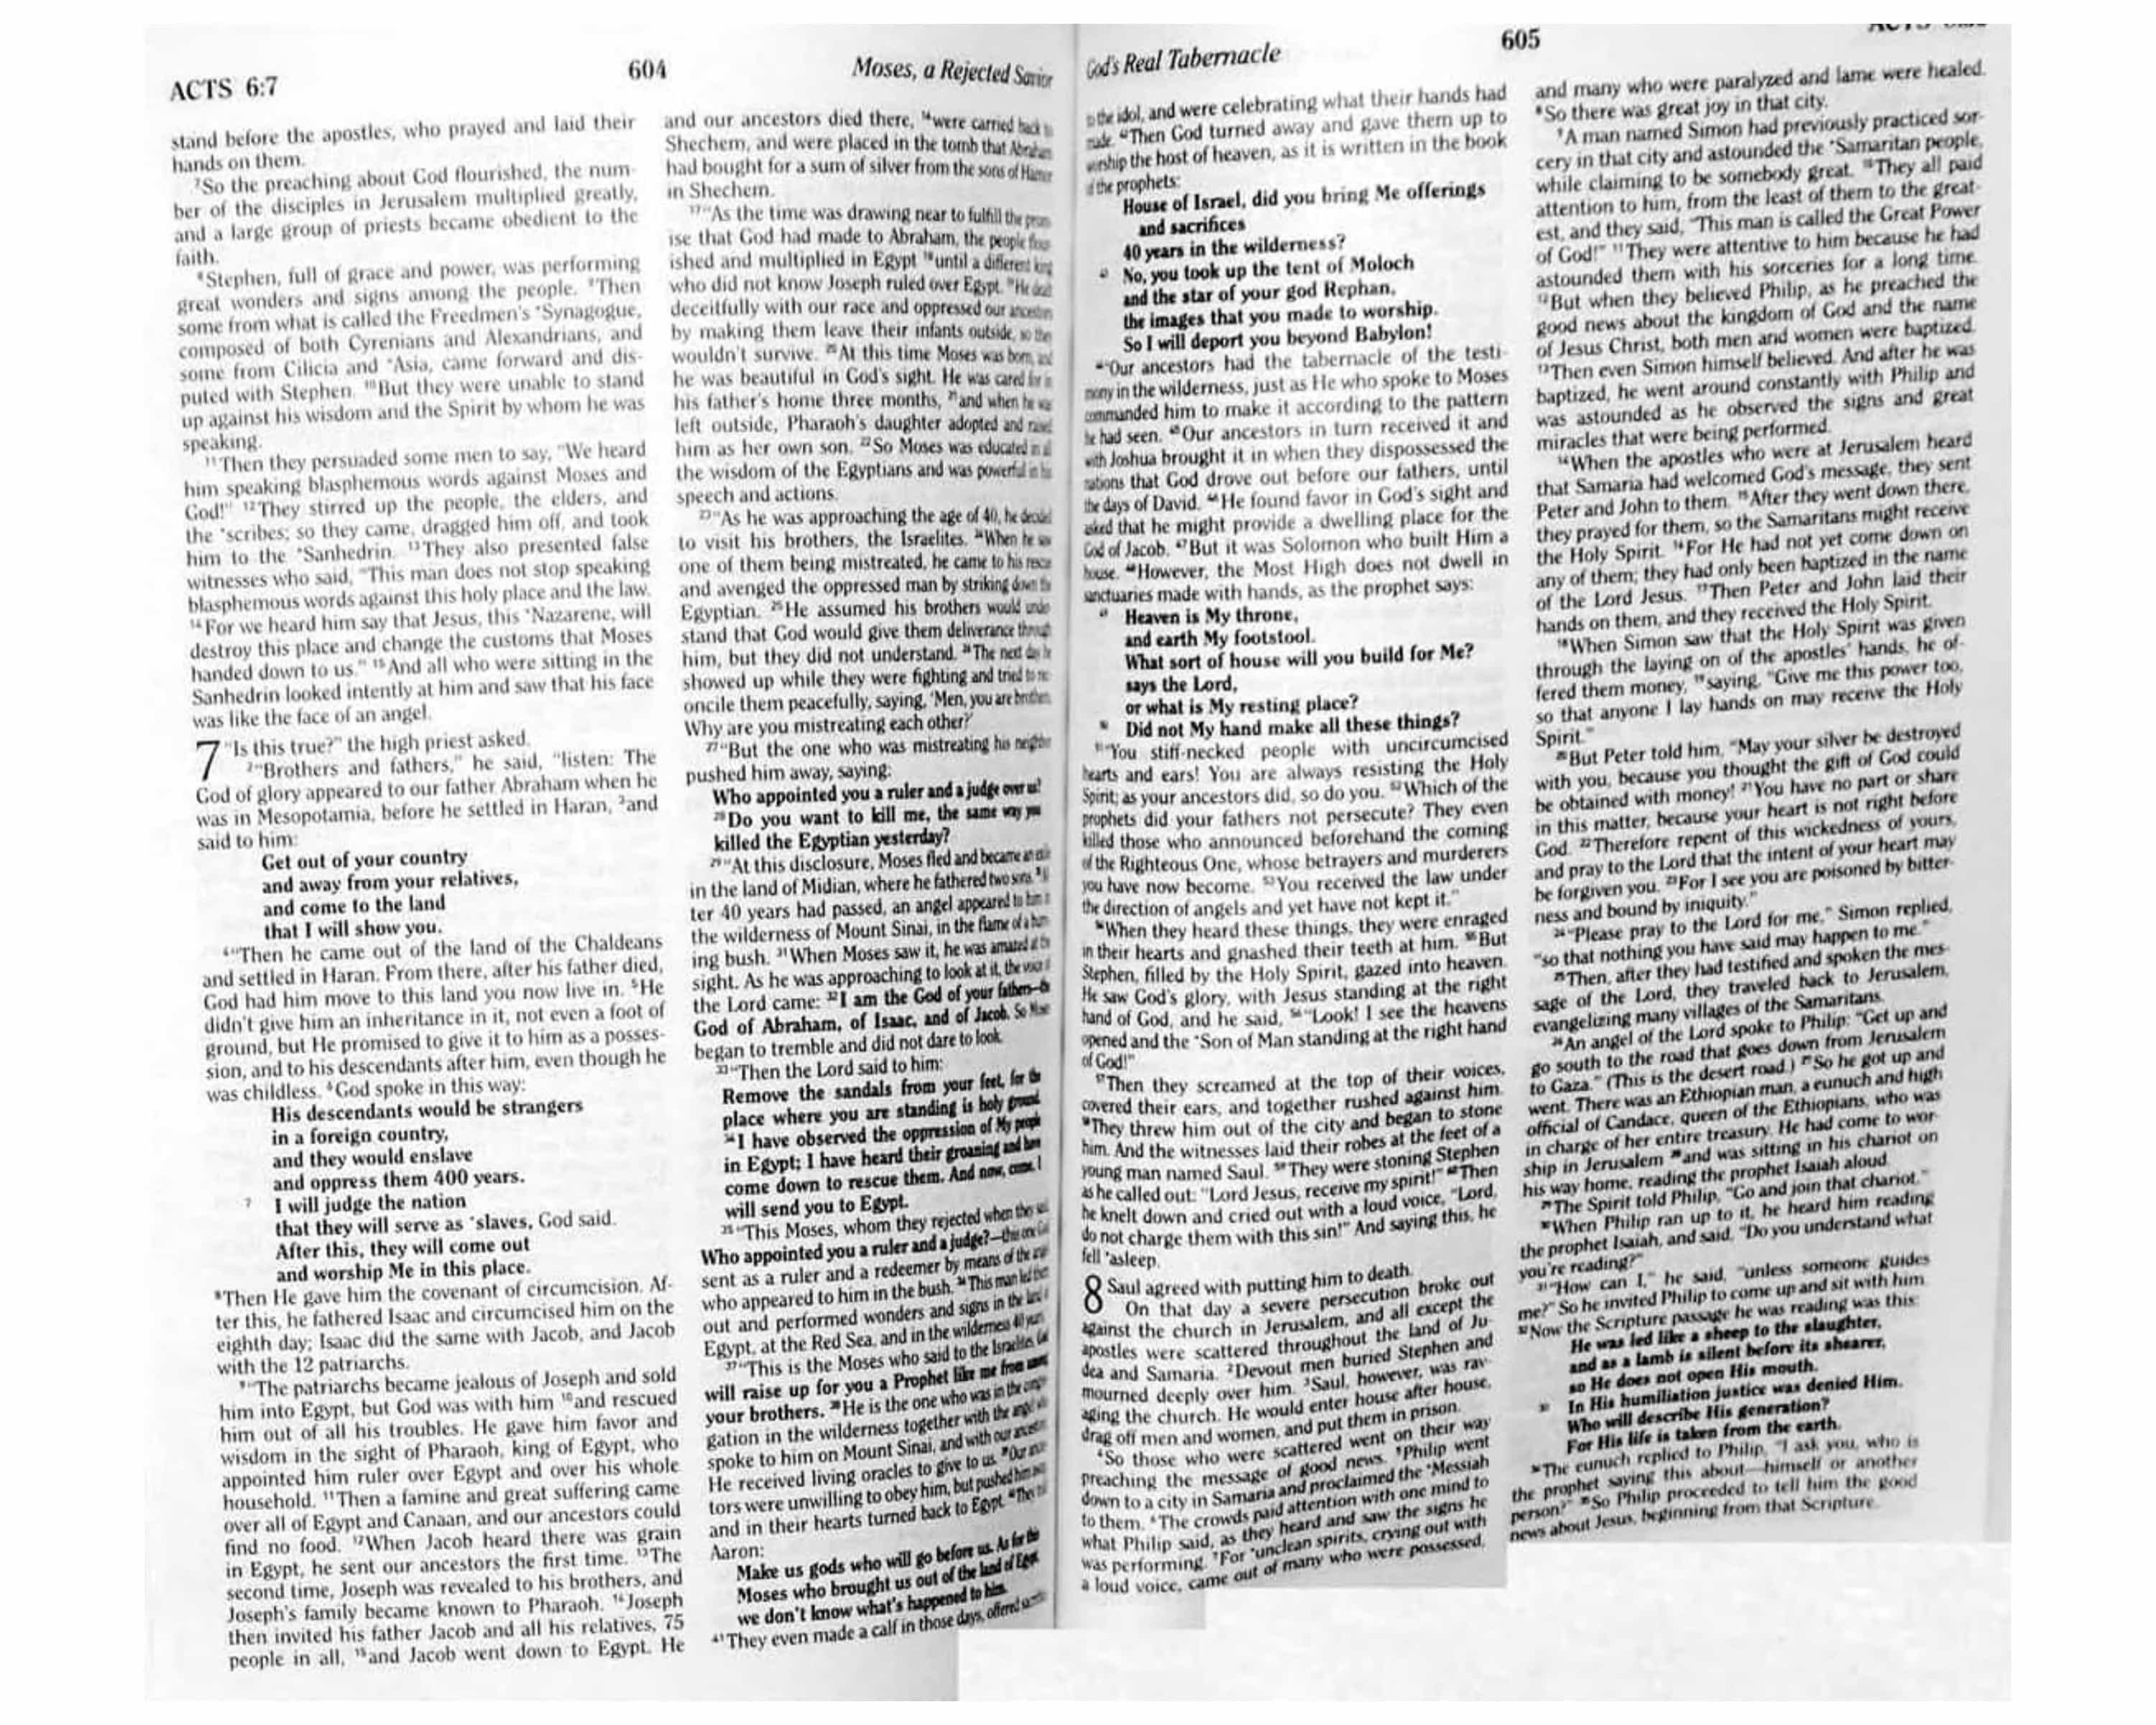 ACTS 6:7
604
Moses, a Rejected Savior
stand before the apostles, who prayed and laid their
hands on them.
7So the preaching about God flourished, the num-
ber of the disciples in Jerusalem multiplied greatly,
and a large group of priests became obedient to the
faith.
8Stephen, full of grace and power, was performing
great wonders and signs among the people. 9Then
some from what is called the Freedmen's *Synagogue,
composed of both Cyrenians and Alexandrians, and
some from Cilicia and *Asia, came forward and dis-
puted with Stephen. 10But they were unable to stand
up against his wisdom and the Spirit by whom he was
speaking.
11Then they persuaded some men to say, "We heard
him speaking blasphemous words against Moses and
God!" 12They stirred up the people, the elders, and
the *scribes; so they came, dragged him off, and took
him to the *Sanhedrin. 13They also presented false
witnesses who said, "This man does not stop speaking
blasphemous words against this holy place and the law.
14For we heard him say that Jesus, this *Nazarene, will
destroy this place and change the customs that Moses
handed down to us." 15And all who were sitting in the
Sanhedrin looked intently at him and saw that his face
was like the face of an angel.
7 "Is this true?" the high priest asked.
2"Brothers and fathers," he said, "listen: The
God of glory appeared to our father Abraham when he
was in Mesopotamia, before he settled in Haran, 3and
said to him:
Get out of your country
and away from your relatives,
and come to the land
that I will show you.
4"Then he came out of the land of the Chaldeans
and settled in Haran. From there, after his father died,
God had him move to this land you now live in. 5He
didn't give him an inheritance in it, not even a foot of
ground, but He promised to give it to him as a posses-
sion, and to his descendants after him, even though he
was childless. 6God spoke in this way:
His descendants would be strangers
in a foreign country,
and they would enslave
and oppress them 400 years.
7 I will judge the nation
that they will serve as *slaves, God said.
After this, they will come out
and worship Me in this place.
8Then He gave him the covenant of circumcision. Af-
ter this, he fathered Isaac and circumcised him on the
eighth day; Isaac did the same with Jacob, and Jacob
with the 12 patriarchs.
9"The patriarchs became jealous of Joseph and sold
him into Egypt, but God was with him 10and rescued
him out of all his troubles. He gave him favor and
wisdom in the sight of Pharaoh, king of Egypt, who
appointed him ruler over Egypt and over his whole
household. 11Then a famine and great suffering came
over all of Egypt and Canaan, and our ancestors could
find no food. 12When Jacob heard there was grain
in Egypt, he sent our ancestors the first time. 13The
second time, Joseph was revealed to his brothers, and
Joseph's family became known to Pharaoh. 14Joseph
then invited his father Jacob and all his relatives, 75
people in all, 15and Jacob went down to Egypt. He
and our ancestors died there, 16were carried back to
Shechem, and were placed in the tomb that Abraham
had bought for a sum of silver from the sons of Hamor
in Shechem.
17"As the time was drawing near to fulfill the prom-
ise that God had made to Abraham, the people flour-
ished and multiplied in Egypt 18until a different king
who did not know Joseph ruled over Egypt. 19He dealt
deceitfully with our race and oppressed our ancestors
by making them leave their infants outside, so they
wouldn't survive. 20At this time Moses was born, and
he was beautiful in God's sight. He was cared for in
his father's home three months, 21and when he was
left outside, Pharaoh's daughter adopted and raised
him as her own son. 22So Moses was educated in all
the wisdom of the Egyptians and was powerful in his
speech and actions.
23"As he was approaching the age of 40, he decided
to visit his brothers, the Israelites. 24When he saw
one of them being mistreated, he came to his rescue
and avenged the oppressed man by striking down the
Egyptian. 25He assumed his brothers would under-
stand that God would give them deliverance through
him, but they did not understand. 26The next day he
showed up while they were fighting and tried to rec-
oncile them peacefully, saying, 'Men, you are brothers.
Why are you mistreating each other?'
27"But the one who was mistreating his neighbor
pushed him away, saying:
Who appointed you a ruler and a judge over us?
28Do you want to kill me, the same way you
killed the Egyptian yesterday?
29"At this disclosure, Moses fled and became an exile
in the land of Midian, where he fathered two sons. 30Af-
ter 40 years had passed, an angel appeared to him in
the wilderness of Mount Sinai, in the flame of a burn-
ing bush. 31When Moses saw it, he was amazed at the
sight. As he was approaching to look at it, the voice of
the Lord came: 32I am the God of your fathers—the
God of Abraham, of Isaac, and of Jacob. So Moses
began to tremble and did not dare to look.
33"Then the Lord said to him:
Remove the sandals from your feet, for the
place where you are standing is holy ground.
34I have observed the oppression of My people
in Egypt; I have heard their groaning and have
come down to rescue them. And now, come, I
will send you to Egypt.
35"This Moses, whom they rejected when they said,
Who appointed you a ruler and a judge?—this one God
sent as a ruler and a redeemer by means of the angel
who appeared to him in the bush. 36This man led them
out and performed wonders and signs in the land of
Egypt, at the Red Sea, and in the wilderness 40 years.
37"This is the Moses who said to the Israelites, God
will raise up for you a Prophet like me from among
your brothers. 38He is the one who was in the congre-
gation in the wilderness together with the angel who
spoke to him on Mount Sinai, and with our ancestors.
He received living oracles to give to us. 39Our ances-
tors were unwilling to obey him, but pushed him away,
and in their hearts turned back to Egypt. 40They told
Aaron:
Make us gods who will go before us. As for this
Moses who brought us out of the land of Egypt,
we don't know what's happened to him.
41They even made a calf in those days, offered sacrifice
God's Real Tabernacle
605
to the idol, and were celebrating what their hands had
made. 42Then God turned away and gave them up to
worship the host of heaven, as it is written in the book
of the prophets:
House of Israel, did you bring Me offerings
and sacrifices
40 years in the wilderness?
43 No, you took up the tent of Moloch
and the star of your god Rephan,
the images that you made to worship.
So I will deport you beyond Babylon!
44"Our ancestors had the tabernacle of the testi-
mony in the wilderness, just as He who spoke to Moses
commanded him to make it according to the pattern
he had seen. 45Our ancestors in turn received it and
with Joshua brought it in when they dispossessed the
nations that God drove out before our fathers, until
the days of David. 46He found favor in God's sight and
asked that he might provide a dwelling place for the
God of Jacob. 47But it was Solomon who built Him a
house. 48However, the Most High does not dwell in
sanctuaries made with hands, as the prophet says:
49 Heaven is My throne,
and earth My footstool.
What sort of house will you build for Me?
says the Lord,
or what is My resting place?
50 Did not My hand make all these things?
51"You stiff-necked people with uncircumcised
hearts and ears! You are always resisting the Holy
Spirit; as your ancestors did, so do you. 52Which of the
prophets did your fathers not persecute? They even
killed those who announced beforehand the coming
of the Righteous One, whose betrayers and murderers
you have now become. 53You received the law under
the direction of angels and yet have not kept it."
54When they heard these things, they were enraged
in their hearts and gnashed their teeth at him. 55But
Stephen, filled by the Holy Spirit, gazed into heaven.
He saw God's glory, with Jesus standing at the right
hand of God, and he said, 56"Look! I see the heavens
opened and the *Son of Man standing at the right hand
of God!"
57Then they screamed at the top of their voices,
covered their ears, and together rushed against him.
58They threw him out of the city and began to stone
him. And the witnesses laid their robes at the feet of a
young man named Saul. 59They were stoning Stephen
as he called out: "Lord Jesus, receive my spirit!" 60Then
he knelt down and cried out with a loud voice, "Lord,
do not charge them with this sin!" And saying this, he
fell *asleep.
8 Saul agreed with putting him to death.
On that day a severe persecution broke out
against the church in Jerusalem, and all except the
apostles were scattered throughout the land of Ju-
dea and Samaria. 2Devout men buried Stephen and
mourned deeply over him. 3Saul, however, was rav-
aging the church. He would enter house after house,
drag off men and women, and put them in prison.
4So those who were scattered went on their way
preaching the message of good news. 5Philip went
down to a city in Samaria and proclaimed the *Messiah
to them. 6The crowds paid attention with one mind to
what Philip said, as they heard and saw the signs he
was performing. 7For *unclean spirits, crying out with
a loud voice, came out of many who were possessed,
and many who were paralyzed and lame were healed.
8So there was great joy in that city.
9A man named Simon had previously practiced sor-
cery in that city and astounded the *Samaritan people,
while claiming to be somebody great. 10They all paid
attention to him, from the least of them to the great-
est, and they said, "This man is called the Great Power
of God!" 11They were attentive to him because he had
astounded them with his sorceries for a long time.
12But when they believed Philip, as he preached the
good news about the kingdom of God and the name
of Jesus Christ, both men and women were baptized.
13Then even Simon himself believed. And after he was
baptized, he went around constantly with Philip and
was astounded as he observed the signs and great
miracles that were being performed.
14When the apostles who were at Jerusalem heard
that Samaria had welcomed God's message, they sent
Peter and John to them. 15After they went down there,
they prayed for them, so the Samaritans might receive
the Holy Spirit. 16For He had not yet come down on
any of them; they had only been baptized in the name
of the Lord Jesus. 17Then Peter and John laid their
hands on them, and they received the Holy Spirit.
18When Simon saw that the Holy Spirit was given
through the laying on of the apostles' hands, he of-
fered them money, 19saying, "Give me this power too,
so that anyone I lay hands on may receive the Holy
Spirit."
20But Peter told him, "May your silver be destroyed
with you, because you thought the gift of God could
be obtained with money! 21You have no part or share
in this matter, because your heart is not right before
God. 22Therefore repent of this wickedness of yours,
and pray to the Lord that the intent of your heart may
be forgiven you. 23For I see you are poisoned by bitter-
ness and bound by iniquity."
24"Please pray to the Lord for me," Simon replied,
"so that nothing you have said may happen to me."
25Then, after they had testified and spoken the mes-
sage of the Lord, they traveled back to Jerusalem,
evangelizing many villages of the Samaritans.
26An angel of the Lord spoke to Philip: "Get up and
go south to the road that goes down from Jerusalem
to Gaza." (This is the desert road.) 27So he got up and
went. There was an Ethiopian man, a eunuch and high
official of Candace, queen of the Ethiopians, who was
in charge of her entire treasury. He had come to wor-
ship in Jerusalem 28and was sitting in his chariot on
his way home, reading the prophet Isaiah aloud.
29The Spirit told Philip, "Go and join that chariot."
30When Philip ran up to it, he heard him reading
the prophet Isaiah, and said, "Do you understand what
you're reading?"
31"How can I," he said, "unless someone guides
me?" So he invited Philip to come up and sit with him.
32Now the Scripture passage he was reading was this:
He was led like a sheep to the slaughter,
and as a lamb is silent before its shearer,
so He does not open His mouth.
33 In His humiliation justice was denied Him.
Who will describe His generation?
For His life is taken from the earth.
34The eunuch replied to Philip, "I ask you, who is
the prophet saying this about—himself or another
person?" 35So Philip proceeded to tell him the good
news about Jesus, beginning from that Scripture.